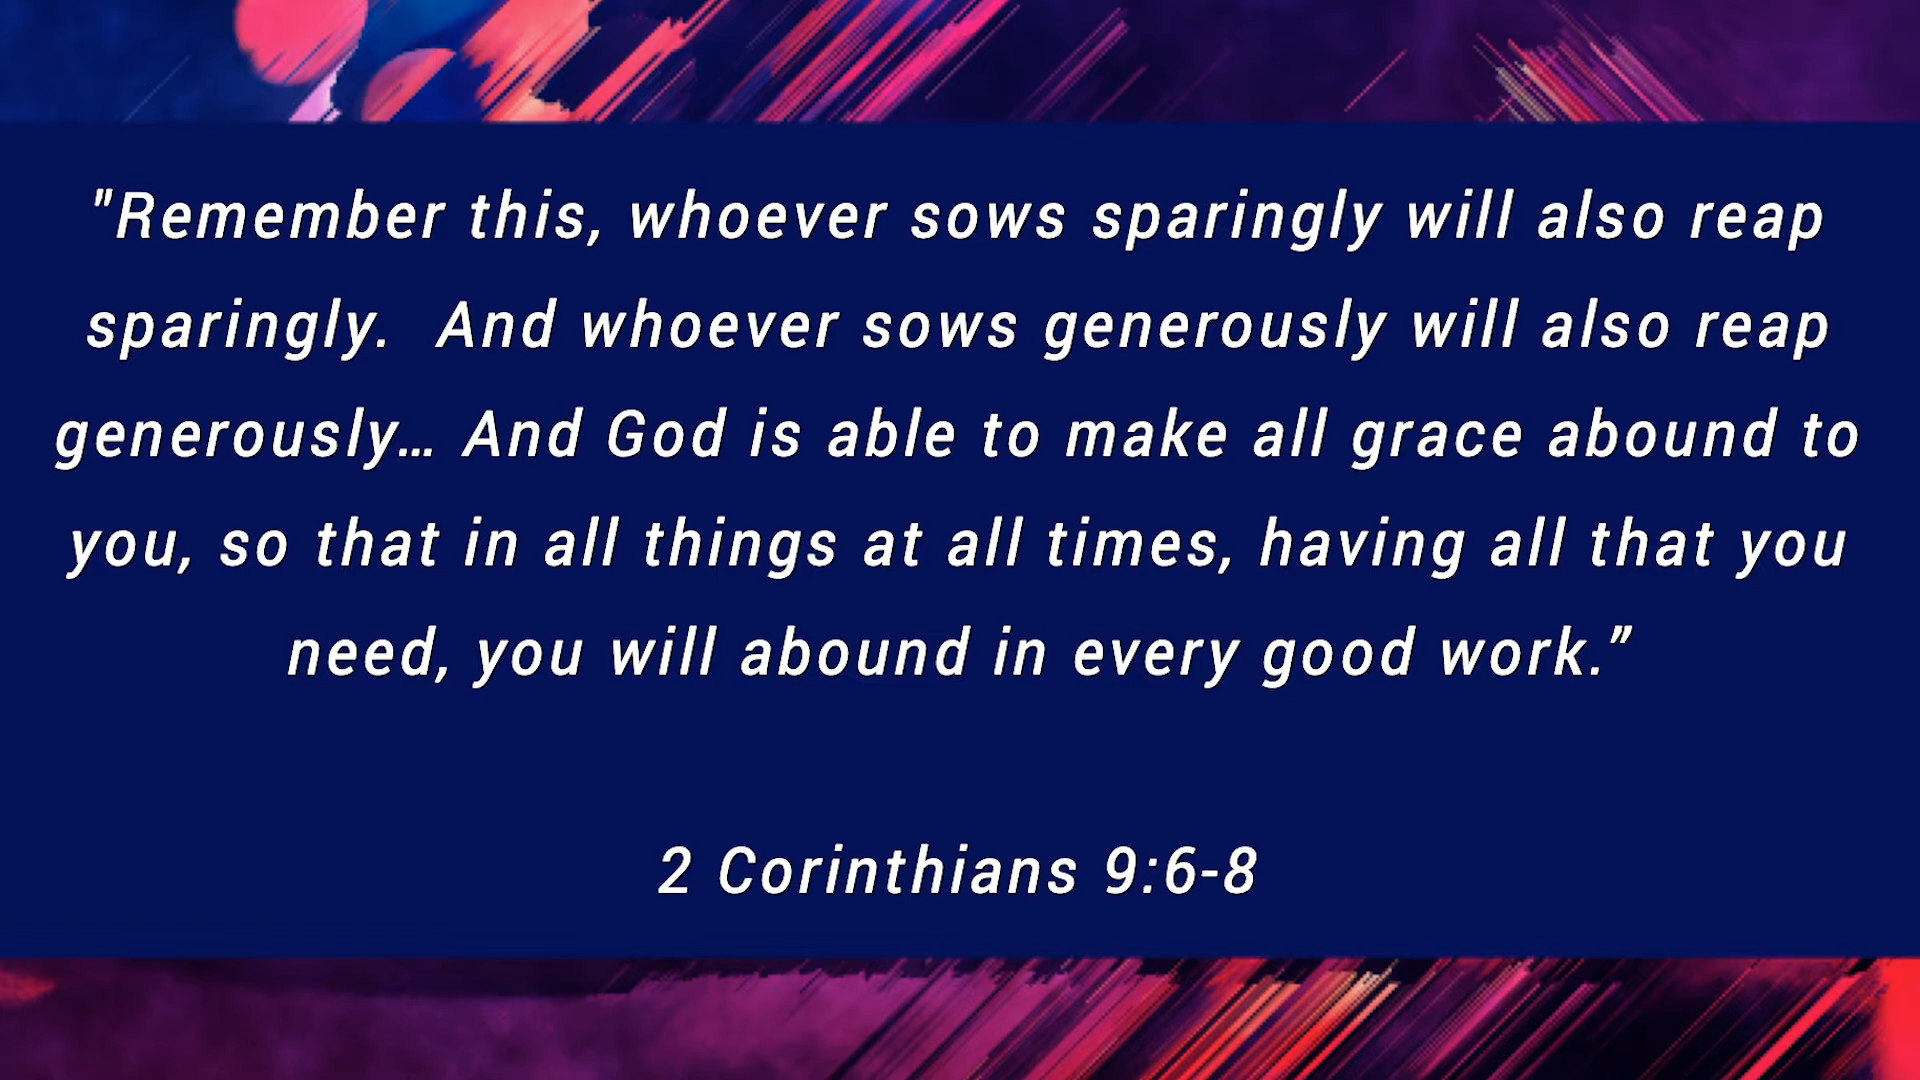 "Remember this, whoever sows sparingly will also reap
sparingly.  And whoever sows generously will also reap
generously… And God is able to make all grace abound to
you, so that in all things at all times, having all that you
need, you will abound in every good work.”
2 Corinthians 9:6-8